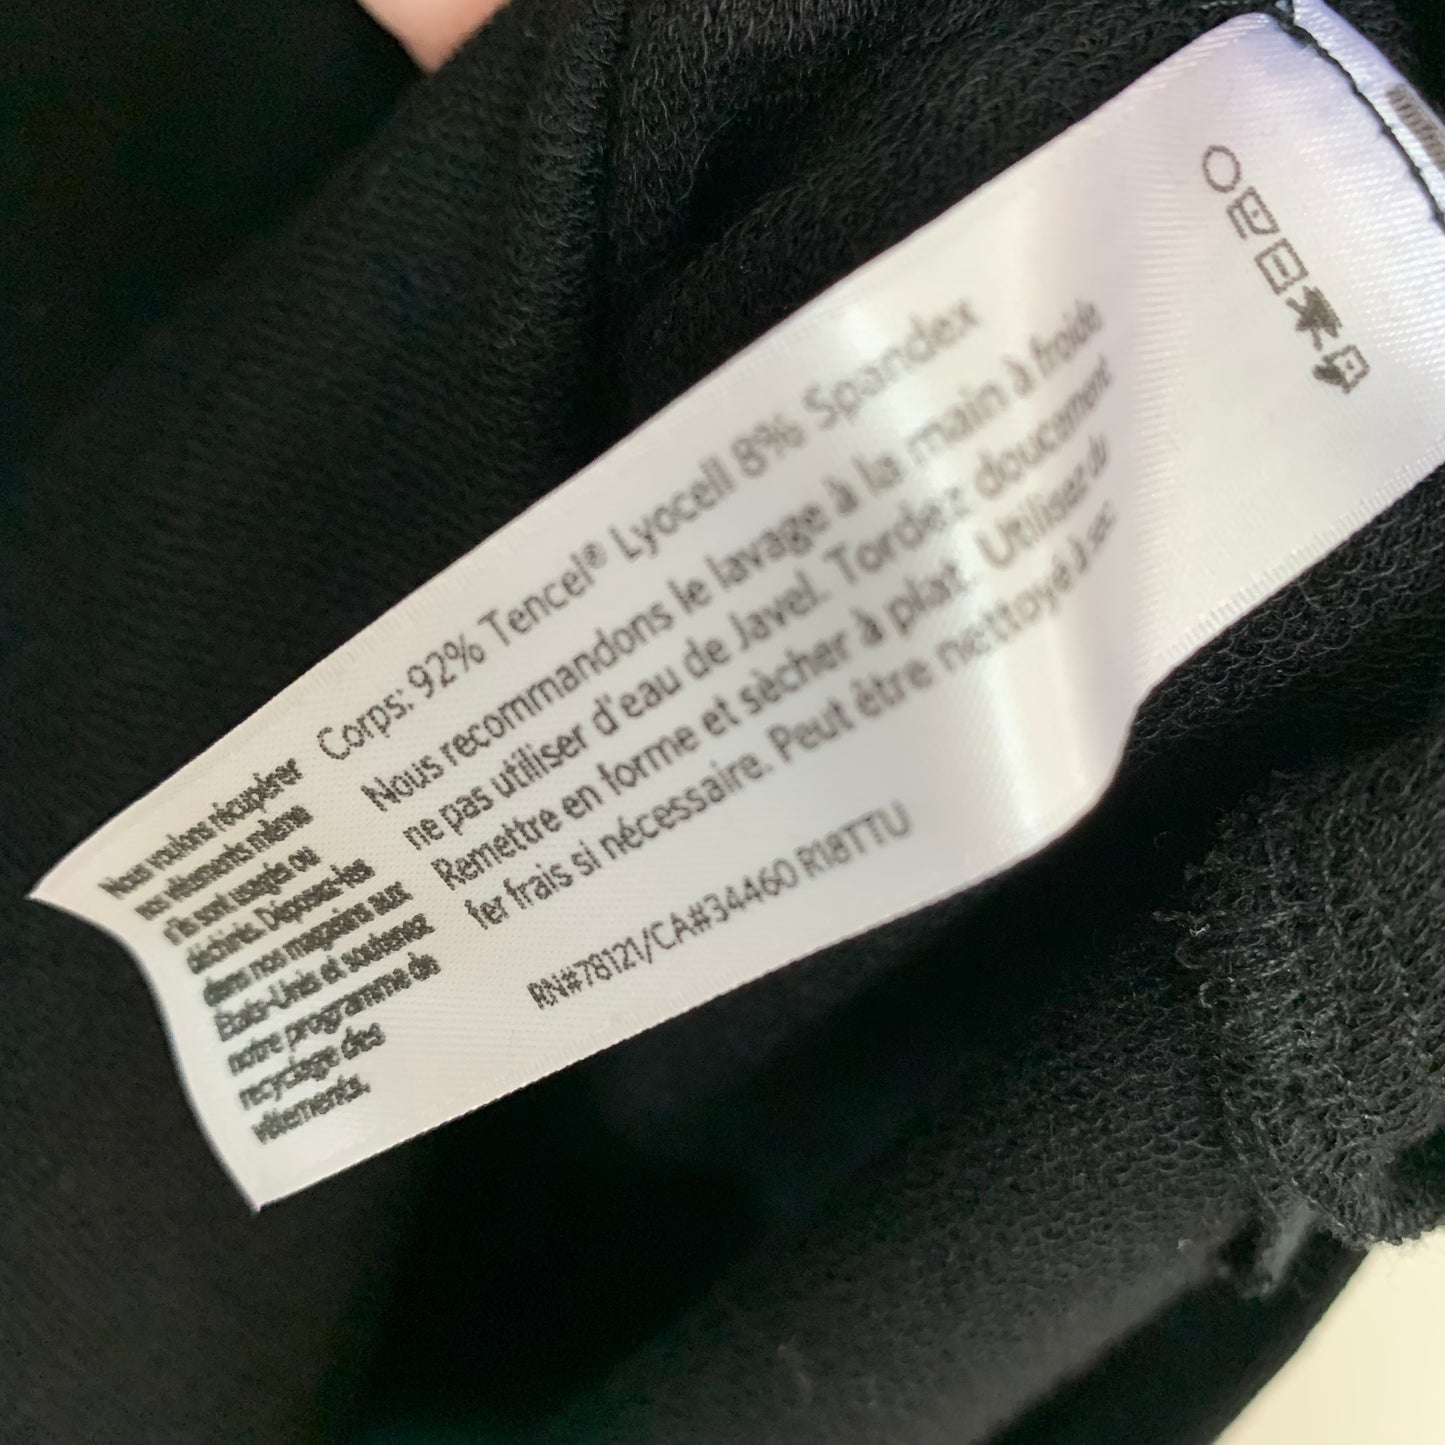 Corps: 92% Tencel® Lyocell 8% Spandex
Nous recommandons le lavage à la main à froide
ne pas utiliser d'eau de Javel. Tordez doucement
Remettre en forme et sècher à plat. Utilisez du
fer frais si nécessaire. Peut être nettoyé à sec
RN#78121/CA#34460 R18TTU
Nous voulons récupérer
vos vêtements même
s'ils sont usagés ou
déchirés. Déposez-les
dans nos magasins aux
États-Unis et soutenez
notre programme de
recyclage des
vêtements.